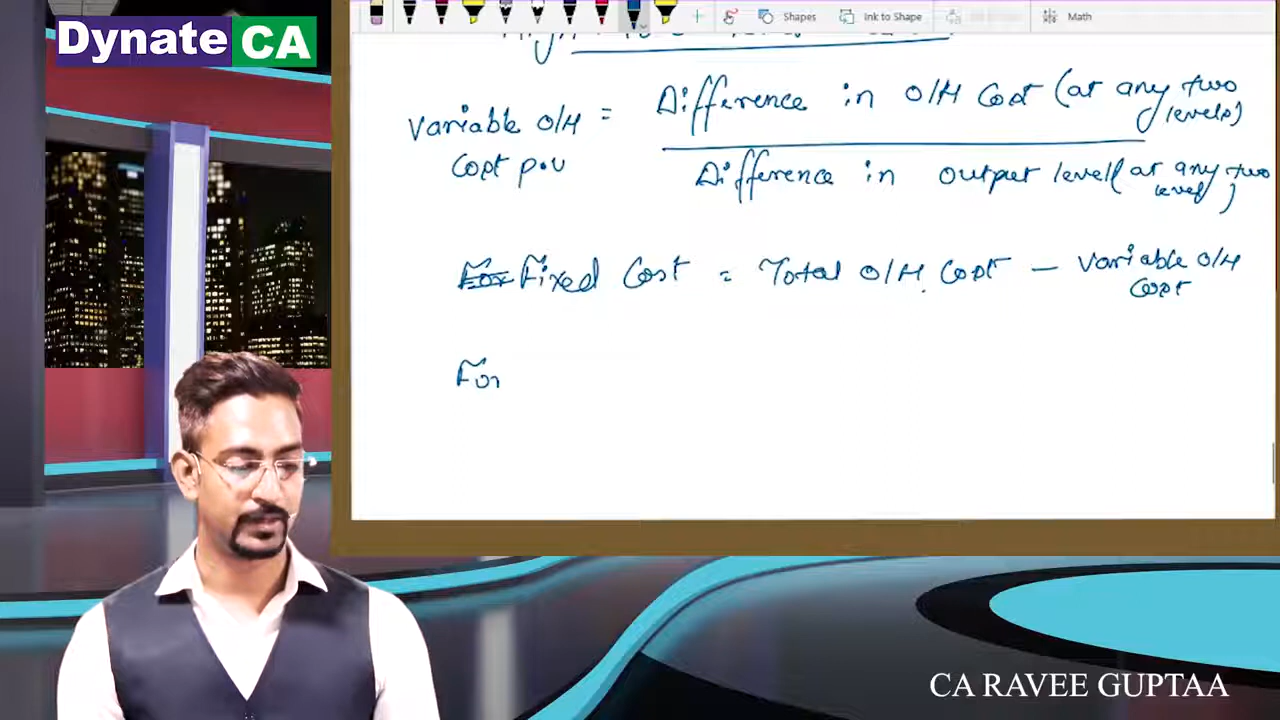 Dynate CA
Shapes
Ink to Shape
Math
Variable O/H = Difference in O/H Cost (at any two levels)
Cost p.u
Difference in output level (at any two level)
For Fixed Cost = Total O/H Cost – Variable O/H Cost
For
CA RAVEE GUPTAA